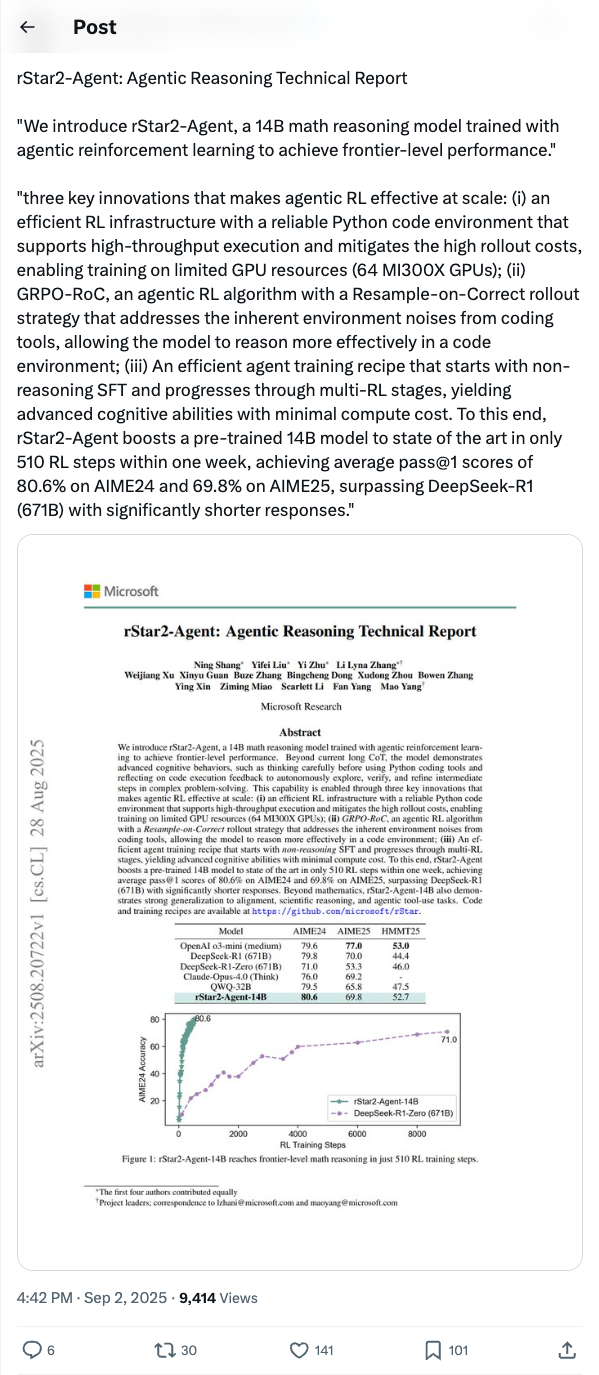 Post
rStar2-Agent: Agentic Reasoning Technical Report
"We introduce rStar2-Agent, a 14B math reasoning model trained with
agentic reinforcement learning to achieve frontier-level performance."
"three key innovations that makes agentic RL effective at scale: (i) an
efficient RL infrastructure with a reliable Python code environment that
supports high-throughput execution and mitigates the high rollout costs,
enabling training on limited GPU resources (64 MI300X GPUs); (ii)
GRPO-RoC, an agentic RL algorithm with a Resample-on-Correct rollout
strategy that addresses the inherent environment noises from coding
tools, allowing the model to reason more effectively in a code
environment; (iii) An efficient agent training recipe that starts with non-
reasoning SFT and progresses through multi-RL stages, yielding
advanced cognitive abilities with minimal compute cost. To this end,
rStar2-Agent boosts a pre-trained 14B model to state of the art in only
510 RL steps within one week, achieving average pass@1 scores of
80.6% on AIME24 and 69.8% on AIME25, surpassing DeepSeek-R1
(671B) with significantly shorter responses."
Microsoft
rStar2-Agent: Agentic Reasoning Technical Report
Ning Shang* Yifei Liu* Yi Zhu* Li Lyna Zhang*†
Weijiang Xu Xinyu Guan Buze Zhang Bingcheng Dong Xudong Zhou Bowen Zhang
Ying Xin Ziming Miao Scarlett Li Fan Yang Mao Yang†
Microsoft Research
arXiv:2508.20722v1 [cs.CL] 28 Aug 2025
Abstract
We introduce rStar2-Agent, a 14B math reasoning model trained with agentic reinforcement learn-
ing to achieve frontier-level performance. Beyond current long CoT, the model demonstrates
advanced cognitive behaviors, such as thinking carefully before using Python coding tools and
reflecting on code execution feedback to autonomously explore, verify, and refine intermediate
steps in complex problem-solving. This capability is enabled through three key innovations that
makes agentic RL effective at scale: (i) an efficient RL infrastructure with a reliable Python code
environment that supports high-throughput execution and mitigates the high rollout costs, enabling
training on limited GPU resources (64 MI300X GPUs); (ii) GRPO-RoC, an agentic RL algorithm
with a Resample-on-Correct rollout strategy that addresses the inherent environment noises from
coding tools, allowing the model to reason more effectively in a code environment; (iii) An ef-
ficient agent training recipe that starts with non-reasoning SFT and progresses through multi-RL
stages, yielding advanced cognitive abilities with minimal compute cost. To this end, rStar2-Agent
boosts a pre-trained 14B model to state of the art in only 510 RL steps within one week, achieving
average pass@1 scores of 80.6% on AIME24 and 69.8% on AIME25, surpassing DeepSeek-R1
(671B) with significantly shorter responses. Beyond mathematics, rStar2-Agent-14B also demon-
strates strong generalization to alignment, scientific reasoning, and agentic tool-use tasks. Code
and training recipes are available at https://github.com/microsoft/rStar.
Model AIME24 AIME25 HMMT25
OpenAI o3-mini (medium) 79.6 77.0 53.0
DeepSeek-R1 (671B) 79.8 70.0 44.4
DeepSeek-R1-Zero (671B) 71.0 53.3 46.0
Claude-Opus-4.0 (Think) 76.0 69.2 -
QWQ-32B 79.5 65.8 47.5
rStar2-Agent-14B 80.6 69.8 52.7
AIME24 Accuracy
80
60
40
20
80.6
71.0
rStar2-Agent-14B
DeepSeek-R1-Zero (671B)
0 2000 4000 6000 8000
RL Training Steps
Figure 1: rStar2-Agent-14B reaches frontier-level math reasoning in just 510 RL training steps.
*The first four authors contributed equally
†Project leaders; correspondence to lzhani@microsoft.com and maoyang@microsoft.com
4:42 PM · Sep 2, 2025 · 9,414 Views
6 30 141 101